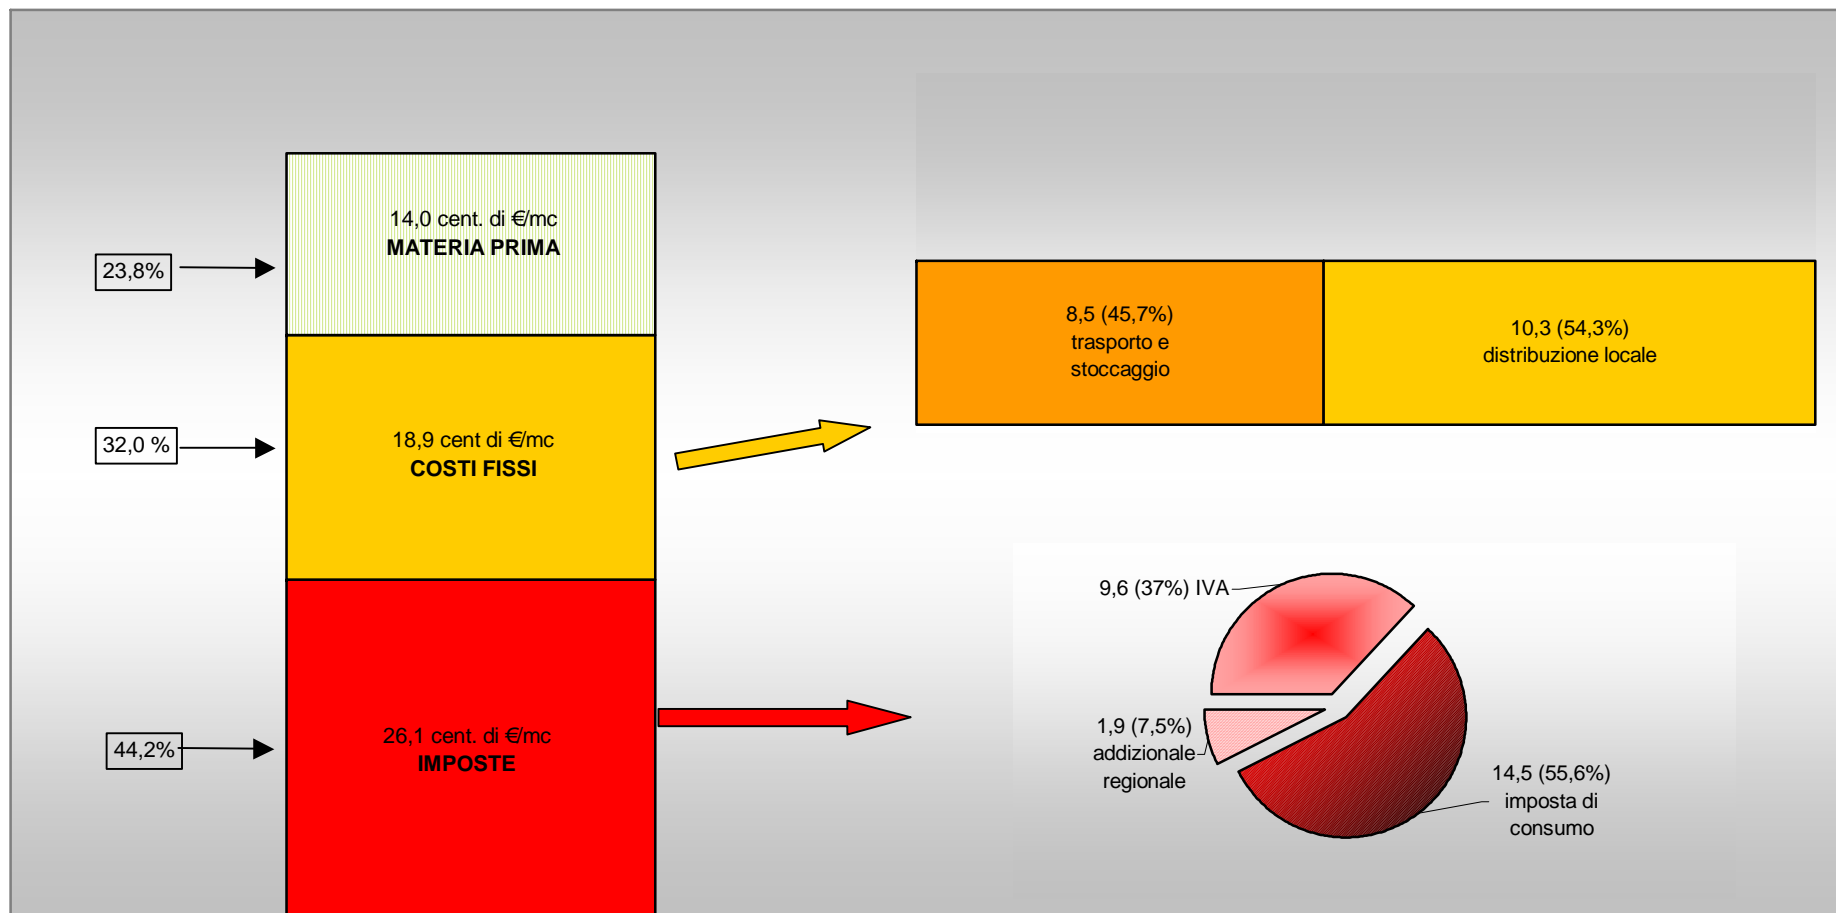 14,0 cent. di €/mc
MATERIA PRIMA
23,8%
18,9 cent di €/mc
COSTI FISSI
32,0 %
26,1 cent. di €/mc
IMPOSTE
44,2%
8,5 (45,7%)
trasporto e
stoccaggio
10,3 (54,3%)
distribuzione locale
9,6 (37%) IVA
1,9 (7,5%)
addizionale
regionale
14,5 (55,6%)
imposta di
consumo